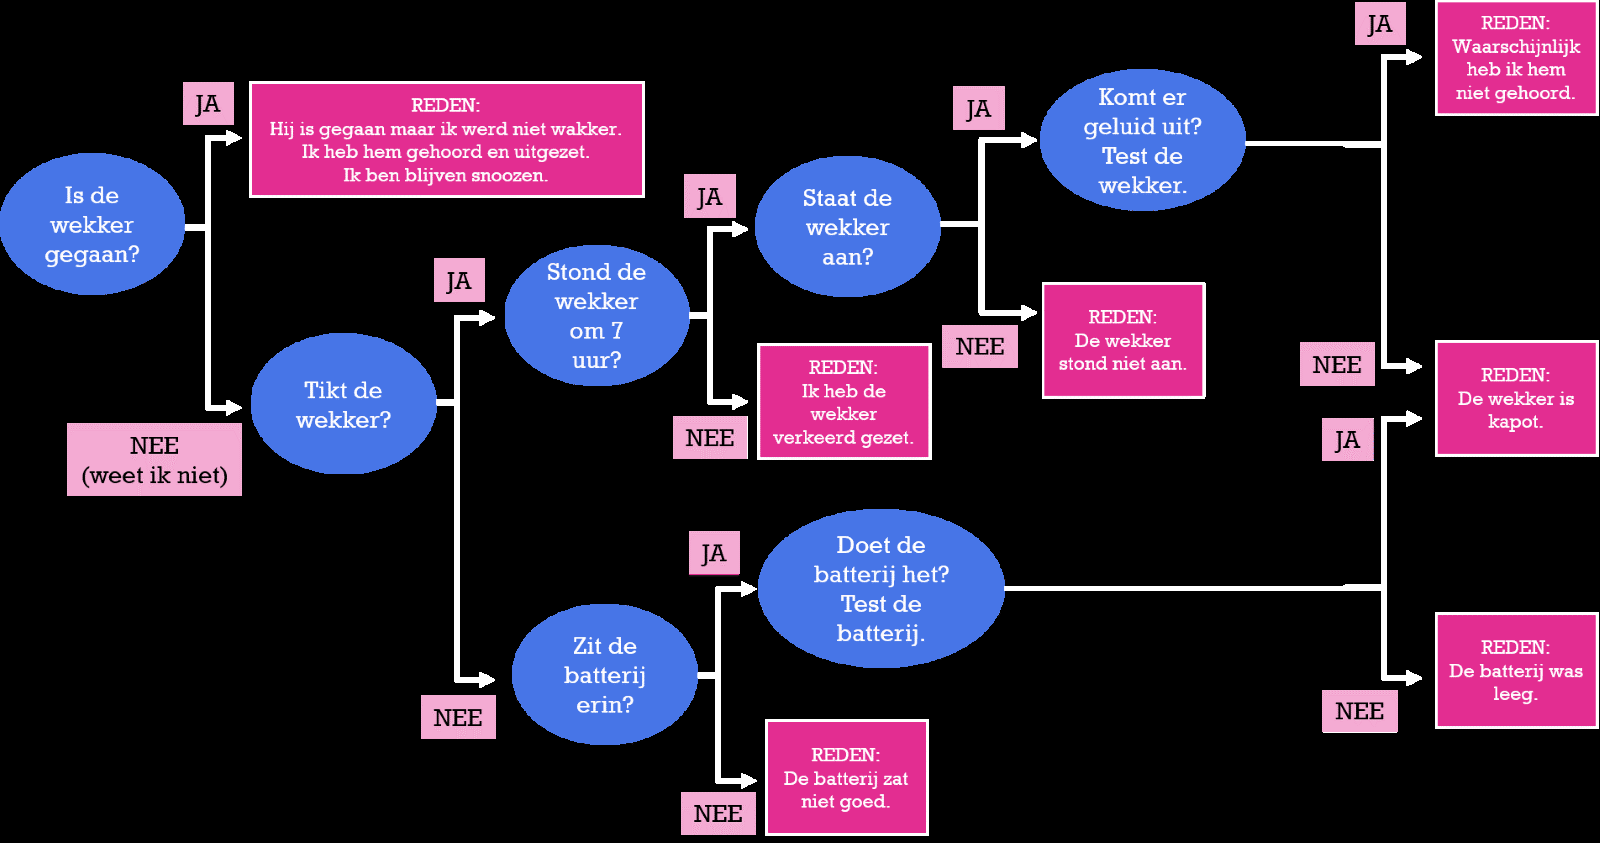 Is de
wekker
gegaan?
JA
REDEN:
Hij is gegaan maar ik werd niet wakker.
Ik heb hem gehoord en uitgezet.
Ik ben blijven snoozen.
NEE
(weet ik niet)
Tikt de
wekker?
JA
Stond de
wekker
om 7
uur?
JA
Staat de
wekker
aan?
JA
Komt er
geluid uit?
Test de
wekker.
JA
REDEN:
Waarschijnlijk
heb ik hem
niet gehoord.
NEE
REDEN:
De wekker is
kapot.
NEE
REDEN:
De wekker
stond niet aan.
NEE
REDEN:
Ik heb de
wekker
verkeerd gezet.
NEE
Zit de
batterij
erin?
JA
Doet de
batterij het?
Test de
batterij.
JA
NEE
REDEN:
De batterij was
leeg.
NEE
REDEN:
De batterij zat
niet goed.